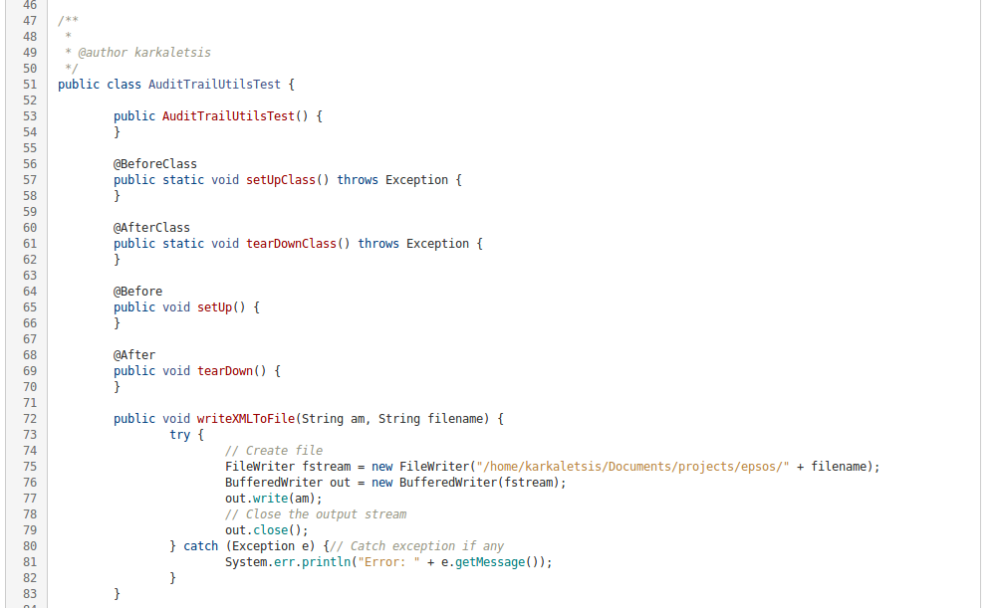 46
47 /**
48  *
49  * @author karkaletsis
50  */
51 public class AuditTrailUtilsTest {
52
53         public AuditTrailUtilsTest() {
54         }
55
56         @BeforeClass
57         public static void setUpClass() throws Exception {
58         }
59
60         @AfterClass
61         public static void tearDownClass() throws Exception {
62         }
63
64         @Before
65         public void setUp() {
66         }
67
68         @After
69         public void tearDown() {
70         }
71
72         public void writeXMLToFile(String am, String filename) {
73                 try {
74                         // Create file
75                         FileWriter fstream = new FileWriter("/home/karkaletsis/Documents/projects/epsos/" + filename);
76                         BufferedWriter out = new BufferedWriter(fstream);
77                         out.write(am);
78                         // Close the output stream
79                         out.close();
80                 } catch (Exception e) {// Catch exception if any
81                         System.err.println("Error: " + e.getMessage());
82                 }
83         }